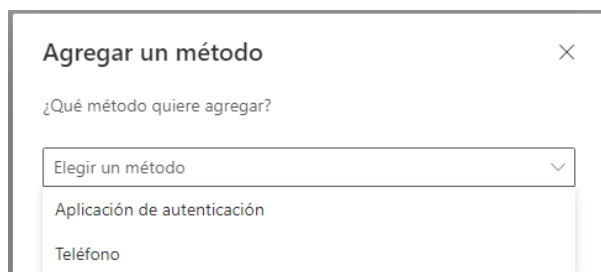 Agregar un método
¿Qué método quiere agregar?
Elegir un método
Aplicación de autenticación
Teléfono